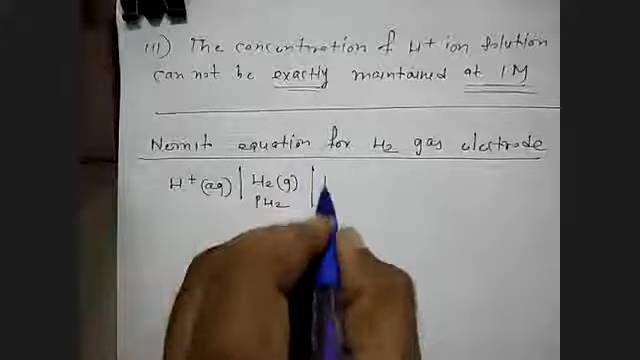 III) The concentration of H+ ion solution
can not be exactly maintained at 1M
Nernst equation for H2 gas electrode
H+ (aq) | H2 (g) |
PH2